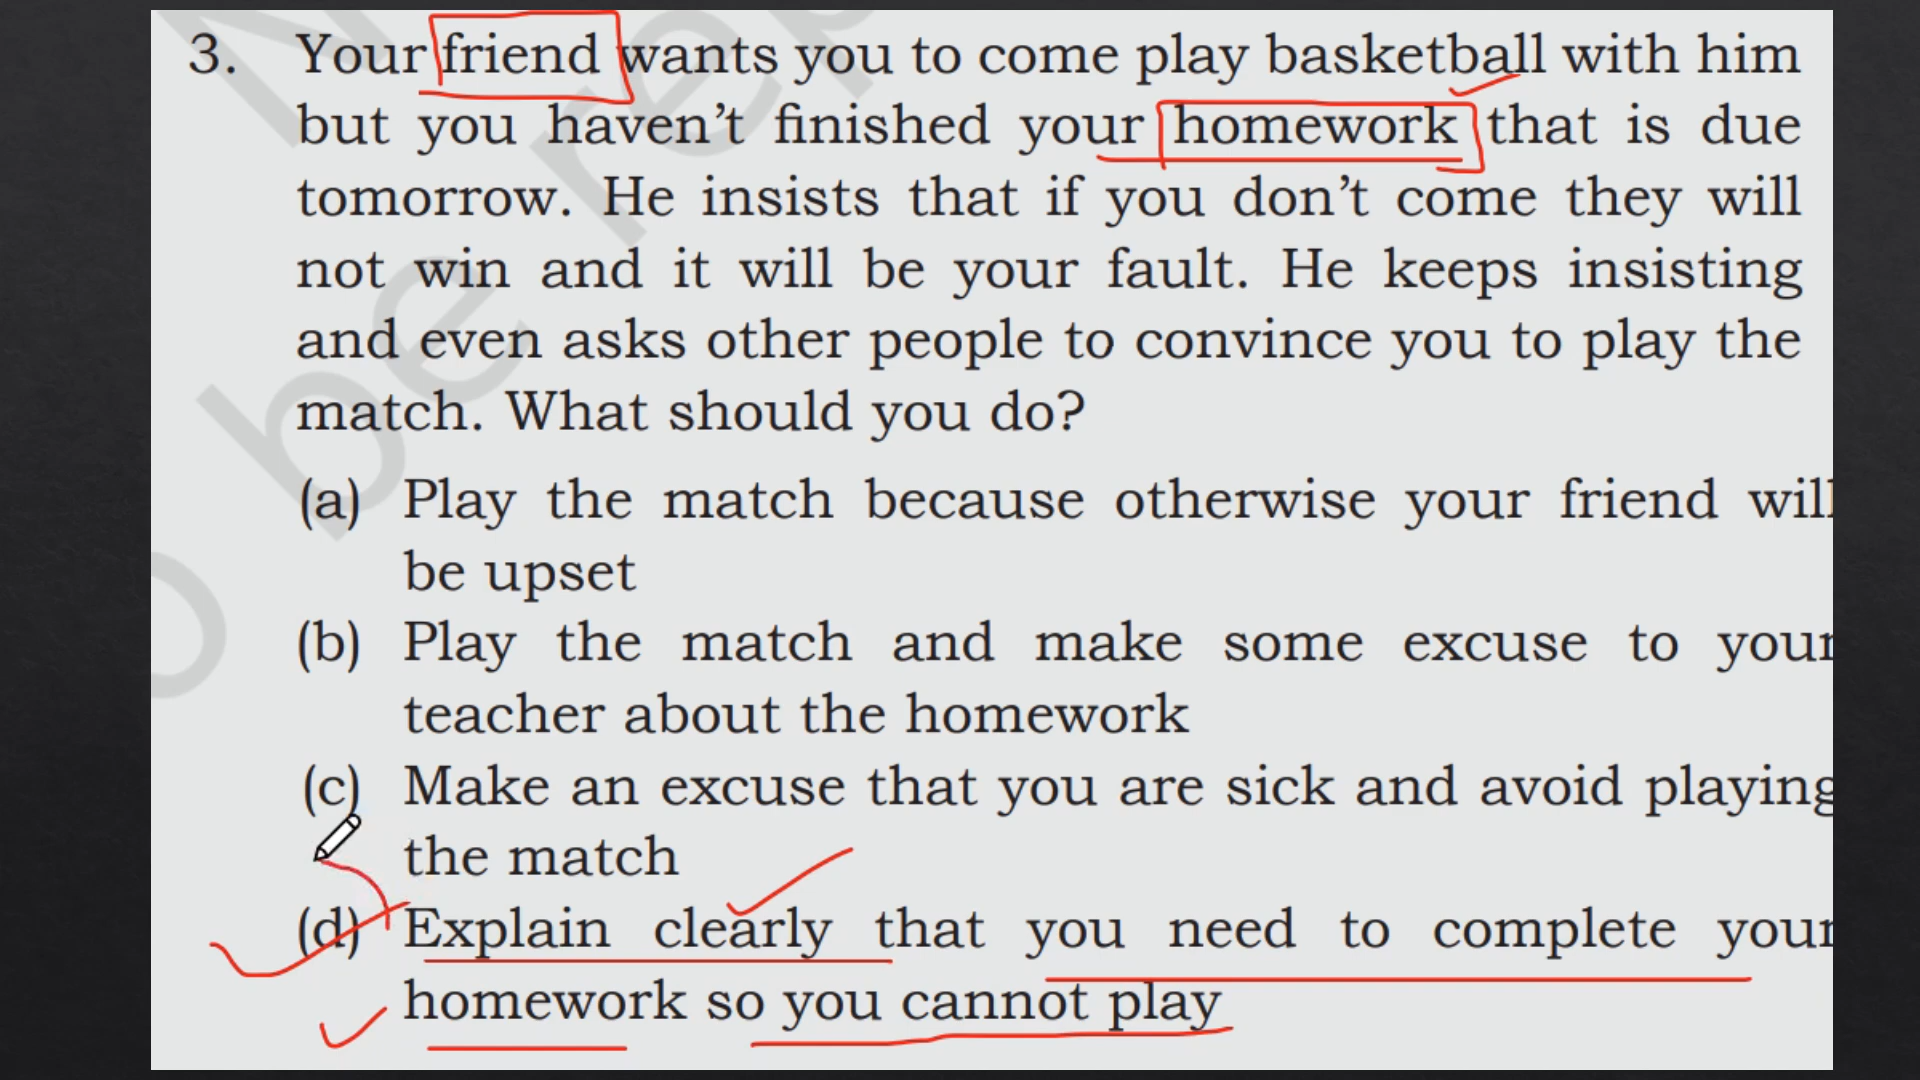 3. Your friend wants you to come play basketball with him
but you haven't finished your homework that is due
tomorrow. He insists that if you don't come they will
not win and it will be your fault. He keeps insisting
and even asks other people to convince you to play the
match. What should you do?
(a) Play the match because otherwise your friend will
be upset
(b) Play the match and make some excuse to your
teacher about the homework
(c) Make an excuse that you are sick and avoid playing
the match
(d) Explain clearly that you need to complete your
homework so you cannot play